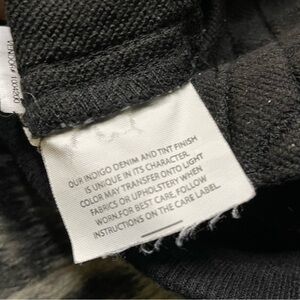 OUR INDIGO DENIM AND TINT FINISH
IS UNIQUE IN ITS CHARACTER.
COLOR MAY TRANSFER ONTO LIGHT
FABRICS OR UPHOLSTERY WHEN
WORN.FOR BEST CARE, FOLLOW
INSTRUCTIONS ON THE CARE LABEL.